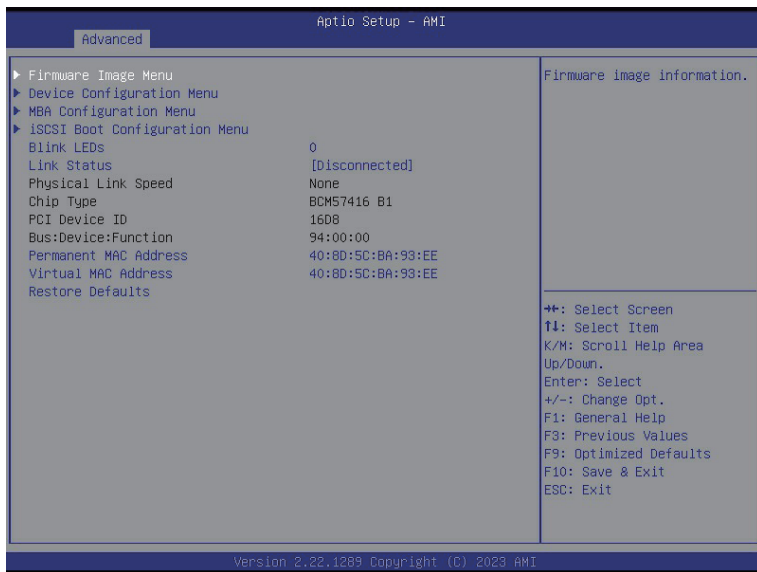 Aptio Setup – AMI
Advanced
Firmware Image Menu
Device Configuration Menu
MBA Configuration Menu
iSCSI Boot Configuration Menu
Blink LEDs 0
Link Status [Disconnected]
Physical Link Speed None
Chip Type BCM57416 B1
PCI Device ID 16D8
Bus:Device:Function 94:00:00
Permanent MAC Address 40:8D:5C:BA:93:EE
Virtual MAC Address 40:8D:5C:BA:93:EE
Restore Defaults
Firmware image information.
→←: Select Screen
↑↓: Select Item
K/M: Scroll Help Area
Up/Down.
Enter: Select
+/-: Change Opt.
F1: General Help
F3: Previous Values
F9: Optimized Defaults
F10: Save & Exit
ESC: Exit
Version 2.22.1289 Copyright (C) 2023 AMI